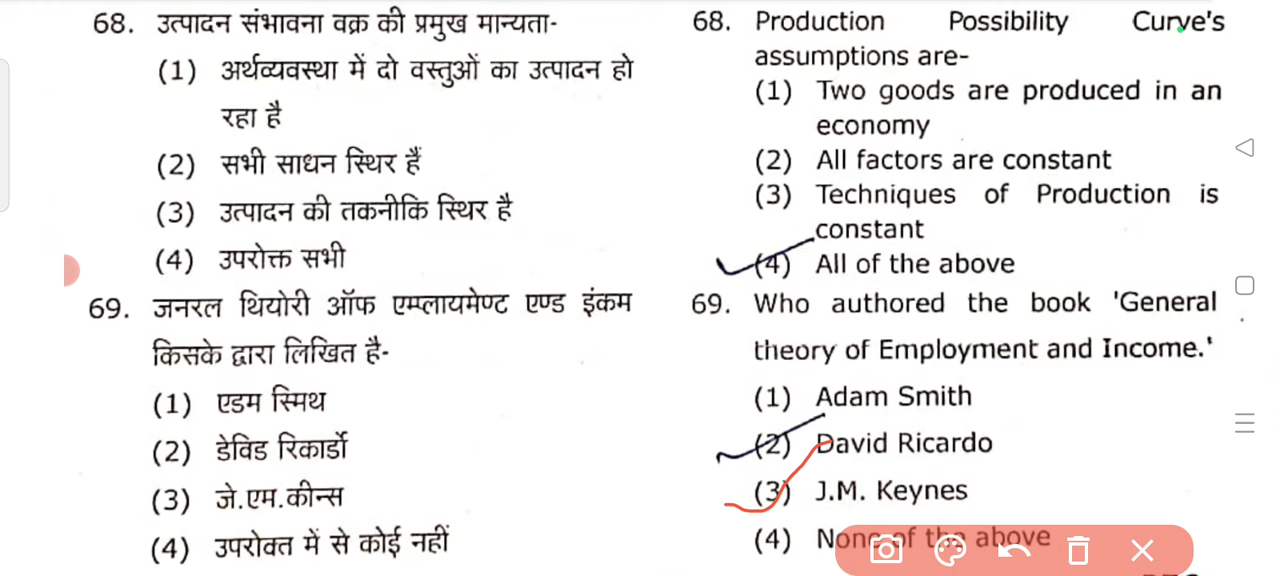 68. उत्पादन संभावना वक्र की प्रमुख मान्यता-
(1) अर्थव्यवस्था में दो वस्तुओं का उत्पादन हो
रहा है
(2) सभी साधन स्थिर हैं
(3) उत्पादन की तकनीकि स्थिर है
(4) उपरोक्त सभी
69. जनरल थियोरी ऑफ एम्प्लायमेण्ट एण्ड इंकम
किसके द्वारा लिखित है-
(1) एडम स्मिथ
(2) डेविड रिकार्डो
(3) जे.एम.कीन्स
(4) उपरोक्त में से कोई नहीं
68. Production Possibility Curve's
assumptions are-
(1) Two goods are produced in an
economy
(2) All factors are constant
(3) Techniques of Production is
constant
(4) All of the above
69. Who authored the book 'General
theory of Employment and Income.'
(1) Adam Smith
(2) David Ricardo
(3) J.M. Keynes
(4) None of the above